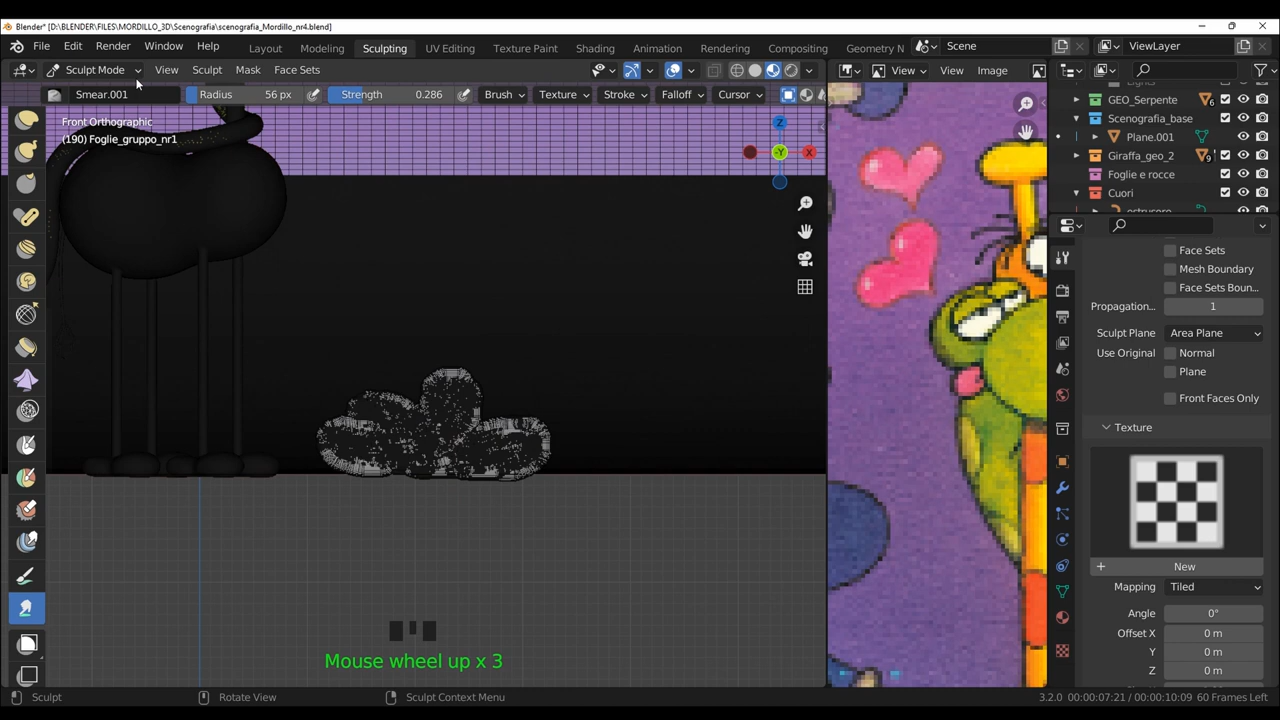 Blender* [D:\BLENDER\FILES\MORDILLO_3D\Scenografia\scenografia_Mordillo_nr4.blend]
File Edit Render Window Help Layout Modeling Sculpting UV Editing Texture Paint Shading Animation Rendering Compositing Geometry N Scene ViewLayer
Sculpt Mode View Sculpt Mask Face Sets View View Image
Smear.001 Radius 56 px Strength 0.286 Brush Texture Stroke Falloff Cursor
GEO_Serpente 6
Front Orthographic
(190) Foglie_gruppo_nr1
Scenografia_base
Plane.001
Giraffa_geo_2 9
Foglie e rocce
Cuori
Z
Y
X
Face Sets
Mesh Boundary
Face Sets Boun...
Propagation... 1
Sculpt Plane Area Plane
Use Original Normal
Plane
Front Faces Only
Texture
+ New
Mapping Tiled
Angle 0°
Offset X 0 m
Y 0 m
Z 0 m
Mouse wheel up x 3
Sculpt Rotate View Sculpt Context Menu 3.2.0 00:00:07:21 / 00:00:10:09 60 Frames Left